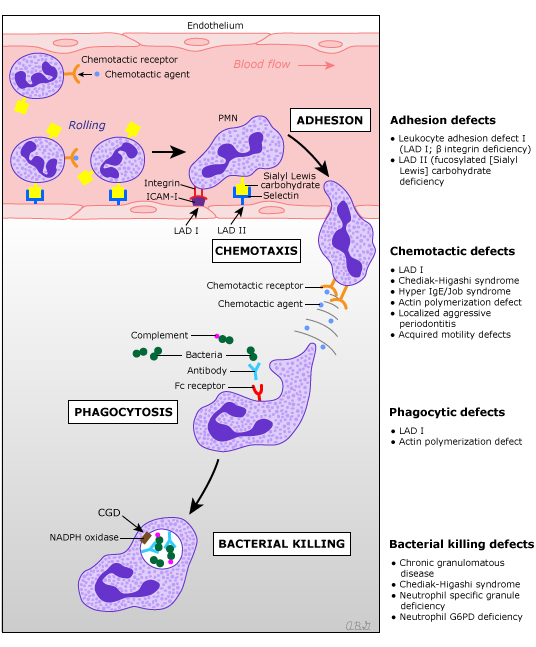 Endothelium
Chemotactic receptor
Chemotactic agent
Blood flow
Rolling
PMN
ADHESION
Integrin
ICAM-I
Sialyl Lewis
carbohydrate
Selectin
LAD I
LAD II
CHEMOTAXIS
Chemotactic receptor
Chemotactic agent
Complement
Bacteria
Antibody
Fc receptor
PHAGOCYTOSIS
CGD
NADPH oxidase
BACTERIAL KILLING
Adhesion defects
● Leukocyte adhesion defect I
(LAD I; β integrin deficiency)
● LAD II (fucosylated [Sialyl
Lewis] carbohydrate
deficiency)
Chemotactic defects
● LAD I
● Chediak-Higashi syndrome
● Hyper IgE/Job syndrome
● Actin polymerization defect
● Localized aggressive
periodontitis
● Acquired motility defects
Phagocytic defects
● LAD I
● Actin polymerization defect
Bacterial killing defects
● Chronic granulomatous
disease
● Chediak-Higashi syndrome
● Neutrophil specific granule
deficiency
● Neutrophil G6PD deficiency